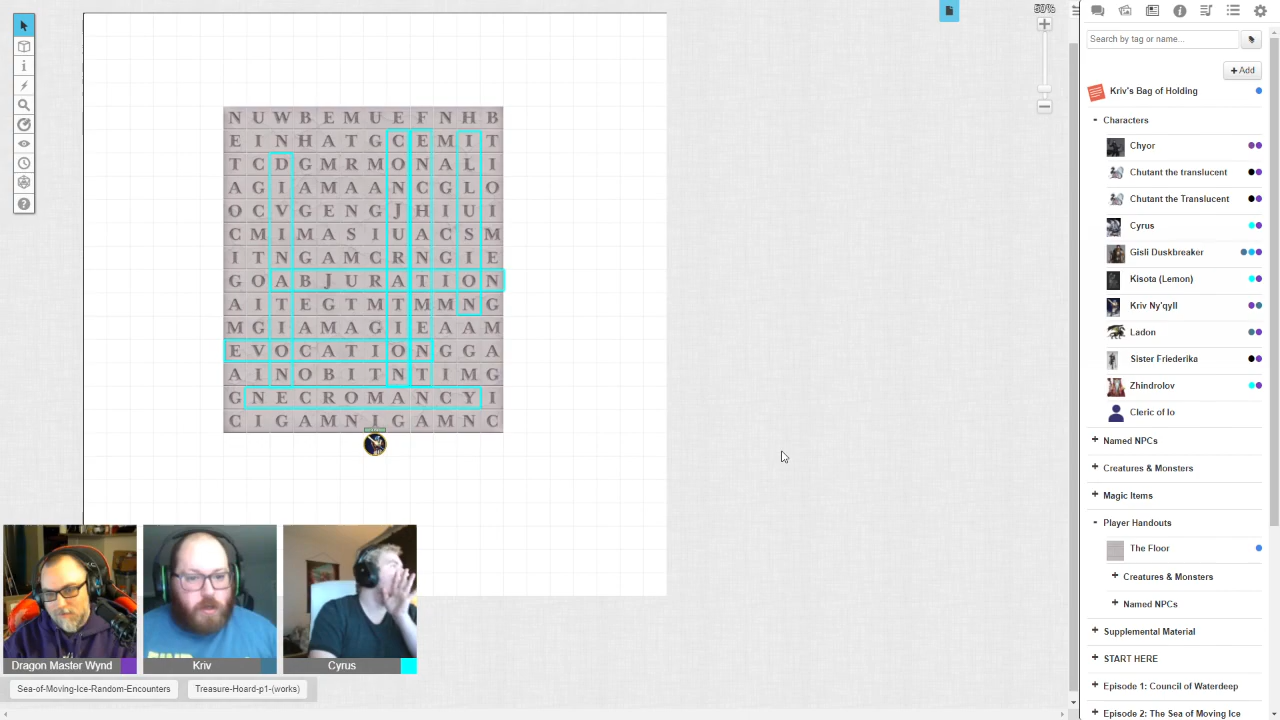 50%
Search by tag or name...
+ Add
Kriv's Bag of Holding
- Characters
Chyor
Chutant the translucent
Chutant the Translucent
Cyrus
Gisli Duskbreaker
Kisota (Lemon)
Kriv Ny'qyll
Ladon
Sister Friederika
Zhindrolov
Cleric of Io
+ Named NPCs
+ Creatures & Monsters
+ Magic Items
- Player Handouts
The Floor
+ Creatures & Monsters
+ Named NPCs
+ Supplemental Material
+ START HERE
+ Episode 1: Council of Waterdeep
+ Episode 2: The Sea of Moving Ice
N U W B E M U E F N H B
E I N H A T G C E M I T
T C D G M R M O N A L I
A G I A M A A N C G L O
O C V G E N G J H I U I
C M I M A S I U A C S M
I T N G A M C R N G I E
G O A B J U R A T I O N
A I T E G T M T M M N G
M G I A M A G I E A A M
E V O C A T I O N G G A
A I N O B I T N T I M G
G N E C R O M A N C Y I
C I G A M N I G A M N C
Dragon Master Wynd
Kriv
Cyrus
Sea-of-Moving-Ice-Random-Encounters
Treasure-Hoard-p1-(works)